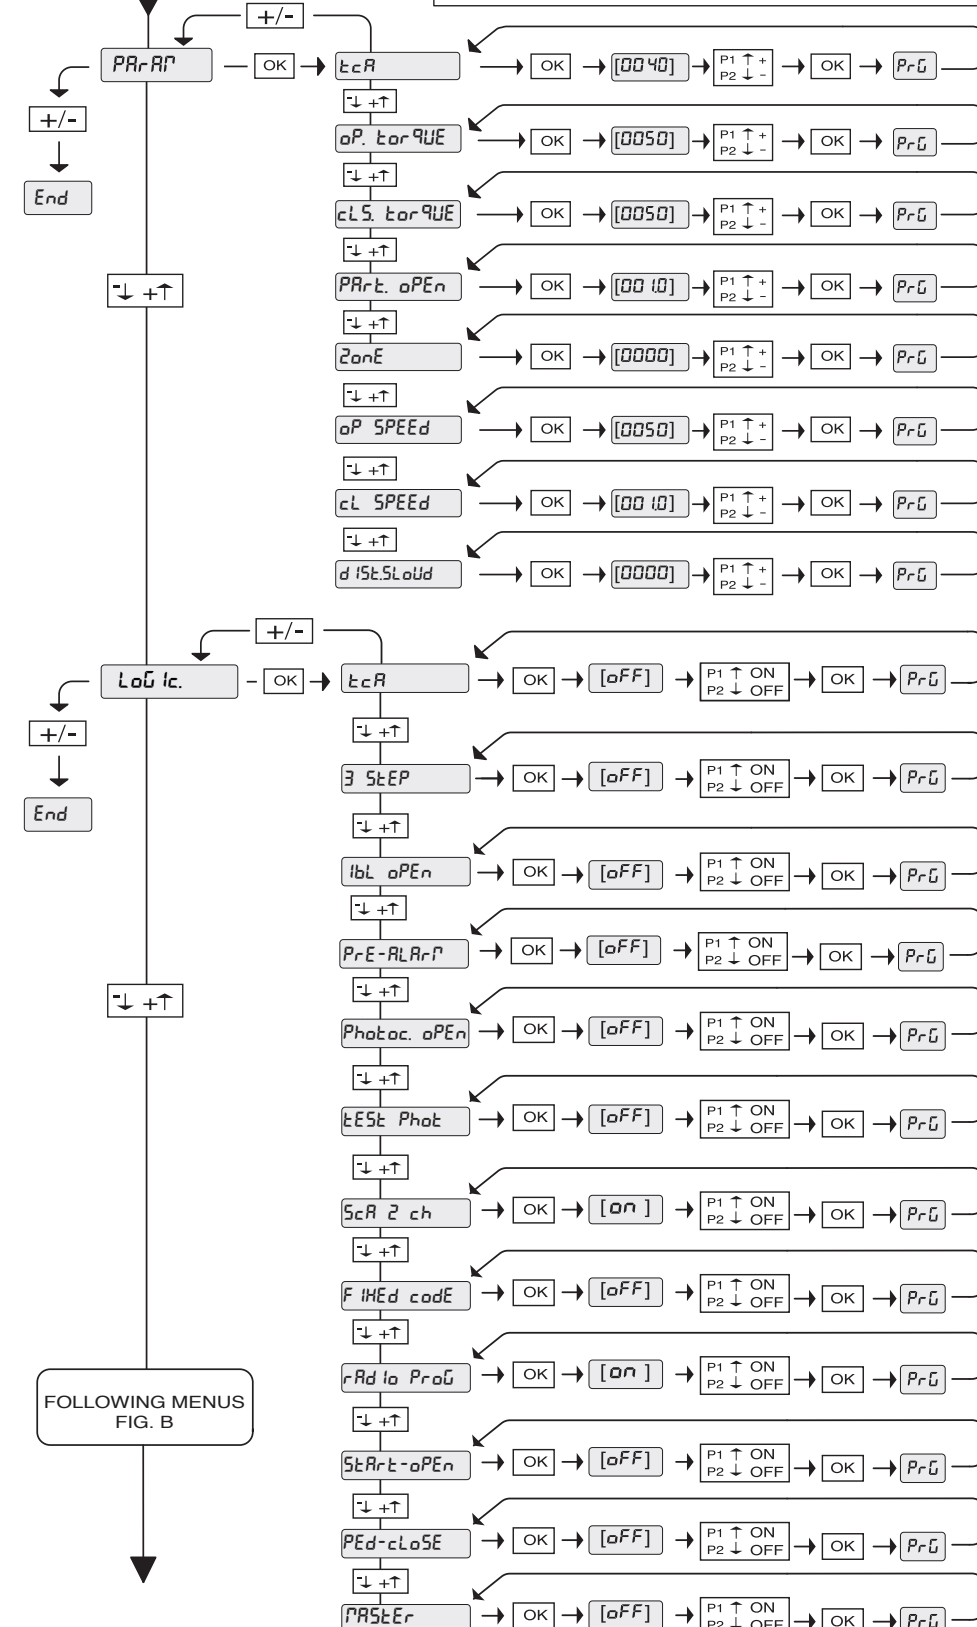 +/-
PArAM OK tcA OK [0040] P1 ↑ +
P2 ↓ - OK PrG
+/-
-↓ +↑
oP. torqUE OK [0050] P1 ↑ +
P2 ↓ - OK PrG
End
-↓ +↑
cLS. torqUE OK [0050] P1 ↑ +
P2 ↓ - OK PrG
-↓ +↑
-↓ +↑
PArt. oPEn OK [001.0] P1 ↑ +
P2 ↓ - OK PrG
-↓ +↑
ZonE OK [0000] P1 ↑ +
P2 ↓ - OK PrG
-↓ +↑
oP SPEEd OK [0050] P1 ↑ +
P2 ↓ - OK PrG
-↓ +↑
cL SPEEd OK [001.0] P1 ↑ +
P2 ↓ - OK PrG
-↓ +↑
dISt.SLoUd OK [0000] P1 ↑ +
P2 ↓ - OK PrG
+/-
LoGIc. OK tcA OK [oFF] P1 ↑ ON
P2 ↓ OFF OK PrG
+/-
-↓ +↑
3 StEP OK [oFF] P1 ↑ ON
P2 ↓ OFF OK PrG
End
-↓ +↑
IbL oPEn OK [oFF] P1 ↑ ON
P2 ↓ OFF OK PrG
-↓ +↑
PrE-ALArM OK [oFF] P1 ↑ ON
P2 ↓ OFF OK PrG
-↓ +↑
-↓ +↑
Photoc. oPEn OK [oFF] P1 ↑ ON
P2 ↓ OFF OK PrG
-↓ +↑
tESt Phot OK [oFF] P1 ↑ ON
P2 ↓ OFF OK PrG
-↓ +↑
ScA 2 ch OK [on ] P1 ↑ ON
P2 ↓ OFF OK PrG
-↓ +↑
FIHEd codE OK [oFF] P1 ↑ ON
P2 ↓ OFF OK PrG
-↓ +↑
rAdIo ProG OK [on ] P1 ↑ ON
P2 ↓ OFF OK PrG
FOLLOWING MENUS
FIG. B
-↓ +↑
StArt-oPEn OK [oFF] P1 ↑ ON
P2 ↓ OFF OK PrG
-↓ +↑
PEd-cLoSE OK [oFF] P1 ↑ ON
P2 ↓ OFF OK PrG
-↓ +↑
MAStEr OK [oFF] P1 ↑ ON
P2 ↓ OFF OK PrG